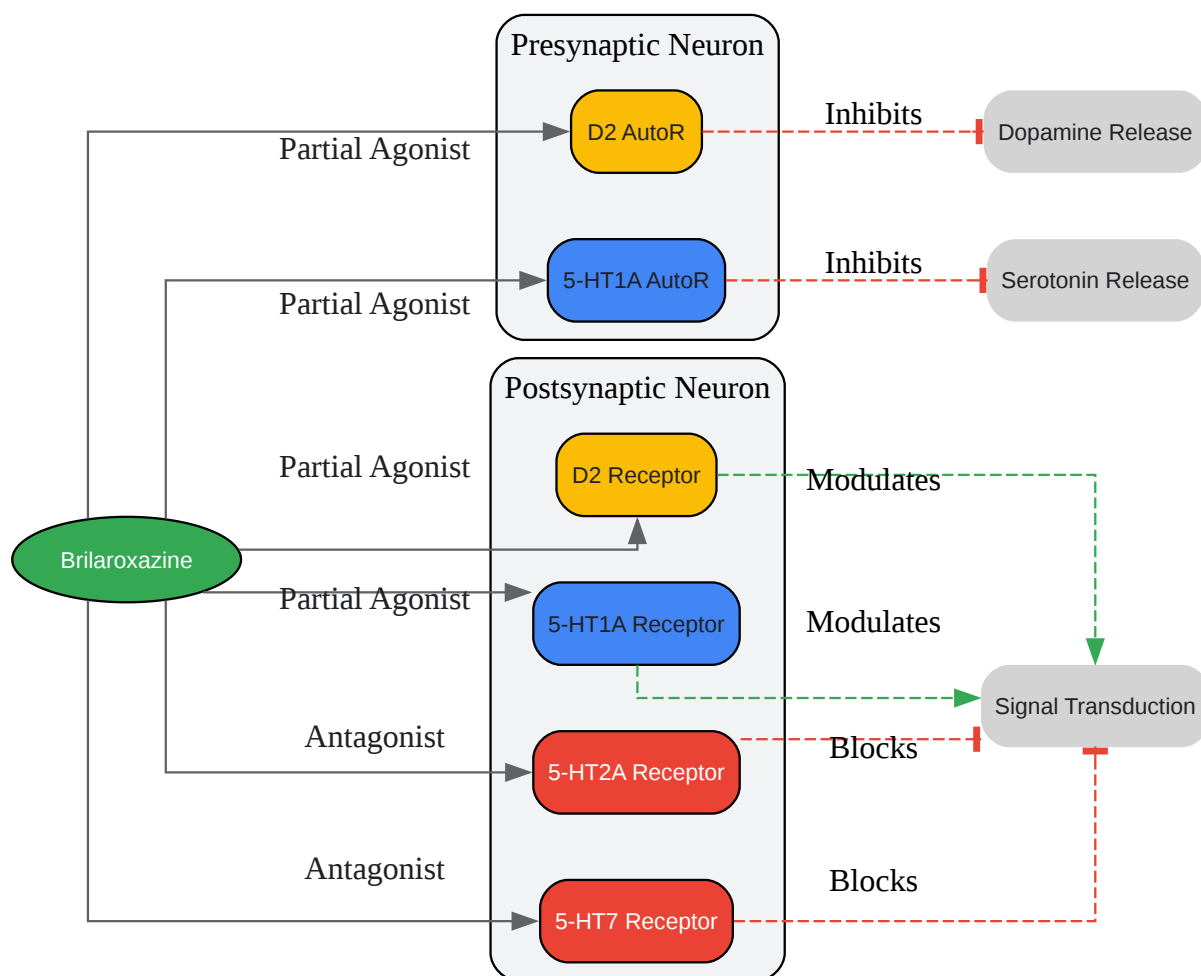 Presynaptic Neuron
D2 AutoR
Inhibits
Dopamine Release
Partial Agonist
5-HT1A AutoR
Inhibits
Serotonin Release
Partial Agonist
Postsynaptic Neuron
Partial Agonist
D2 Receptor
Modulates
Brilaroxazine
Partial Agonist
5-HT1A Receptor
Modulates
Signal Transduction
Antagonist
5-HT2A Receptor
Blocks
Antagonist
5-HT7 Receptor
Blocks